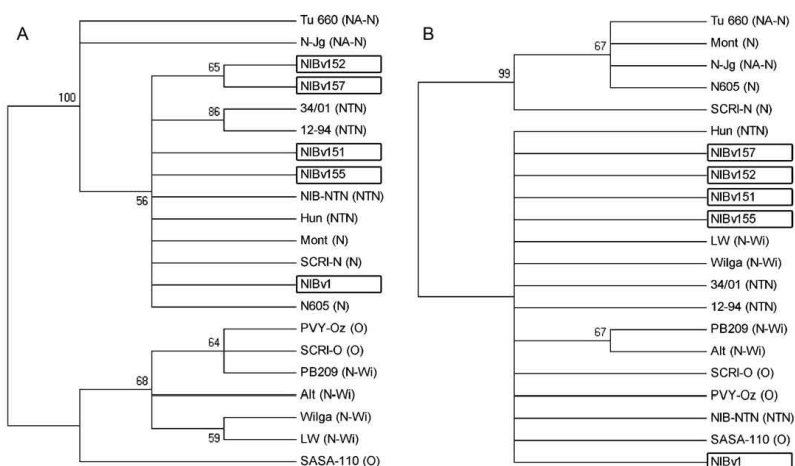 A
Tu 660 (NA-N)
N-Jg (NA-N)
65
NIBv152
NIBv157
100
86
34/01 (NTN)
12-94 (NTN)
NIBv151
NIBv155
56
NIB-NTN (NTN)
Hun (NTN)
Mont (N)
SCRI-N (N)
NIBv1
N605 (N)
PVY-Oz (O)
64
SCRI-O (O)
PB209 (N-Wi)
68
Alt (N-Wi)
Wilga (N-Wi)
59
LW (N-Wi)
SASA-110 (O)
B
Tu 660 (NA-N)
67
Mont (N)
99
N-Jg (NA-N)
N605 (N)
SCRI-N (N)
Hun (NTN)
NIBv157
NIBv152
NIBv151
NIBv155
LW (N-Wi)
Wilga (N-Wi)
34/01 (NTN)
12-94 (NTN)
67
PB209 (N-Wi)
Alt (N-Wi)
SCRI-O (O)
PVY-Oz (O)
NIB-NTN (NTN)
SASA-110 (O)
NIBv1